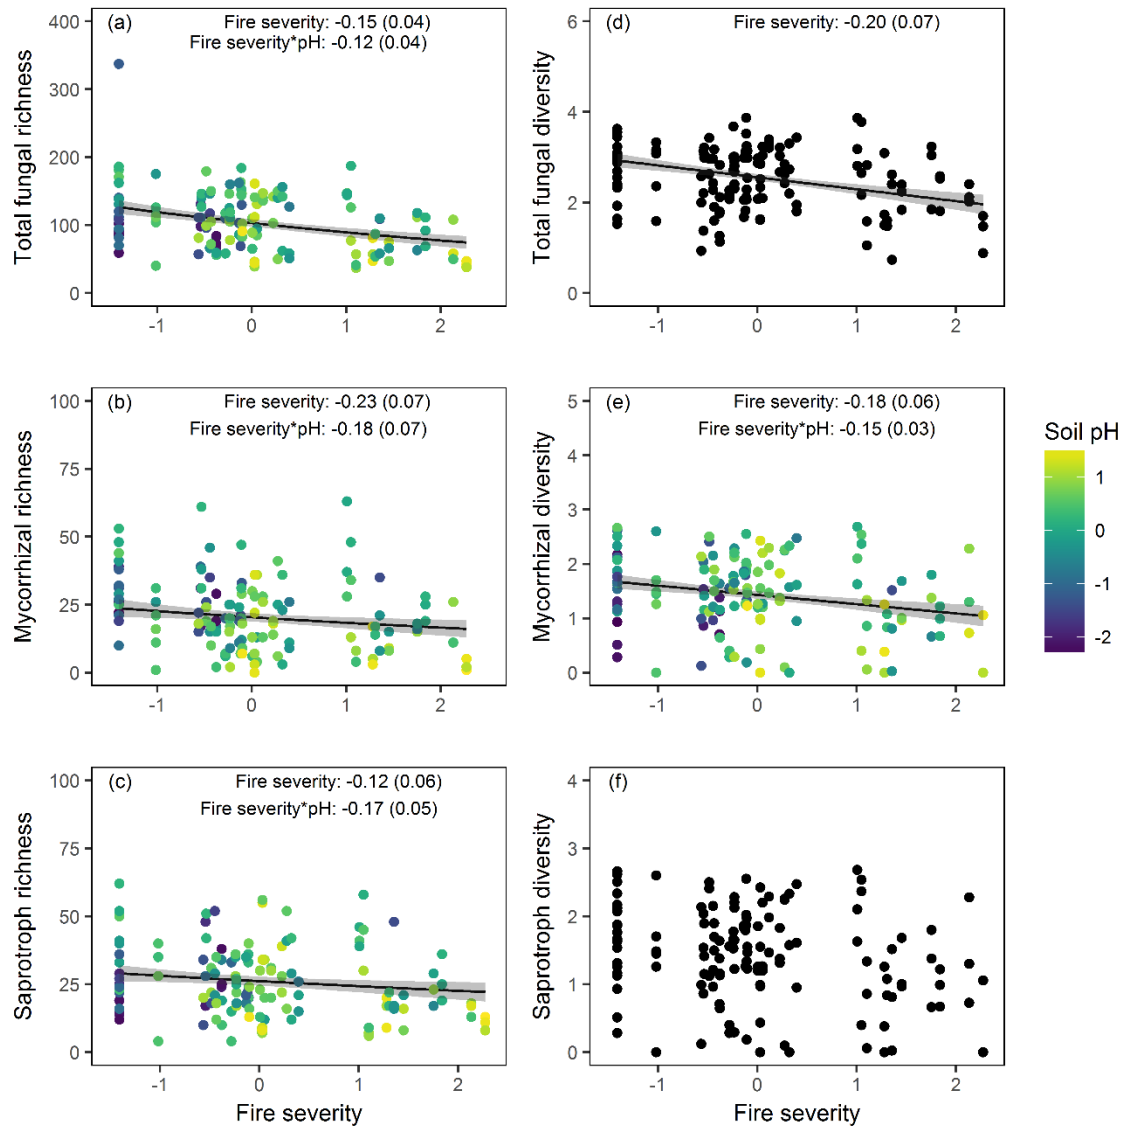 (a)
Fire severity: -0.15 (0.04)
Fire severity*pH: -0.12 (0.04)
Total fungal richness
400
300
200
100
0
-1
0
1
2
(d)
Fire severity: -0.20 (0.07)
Total fungal diversity
6
4
2
0
-1
0
1
2
(b)
Fire severity: -0.23 (0.07)
Fire severity*pH: -0.18 (0.07)
Mycorrhizal richness
100
75
50
25
0
-1
0
1
2
(e)
Fire severity: -0.18 (0.06)
Fire severity*pH: -0.15 (0.03)
Mycorrhizal diversity
5
4
3
2
1
0
-1
0
1
2
Soil pH
1
0
-1
-2
(c)
Fire severity: -0.12 (0.06)
Fire severity*pH: -0.17 (0.05)
Saprotroph richness
100
75
50
25
0
-1
0
1
2
Fire severity
(f)
Saprotroph diversity
4
3
2
1
0
-1
0
1
2
Fire severity